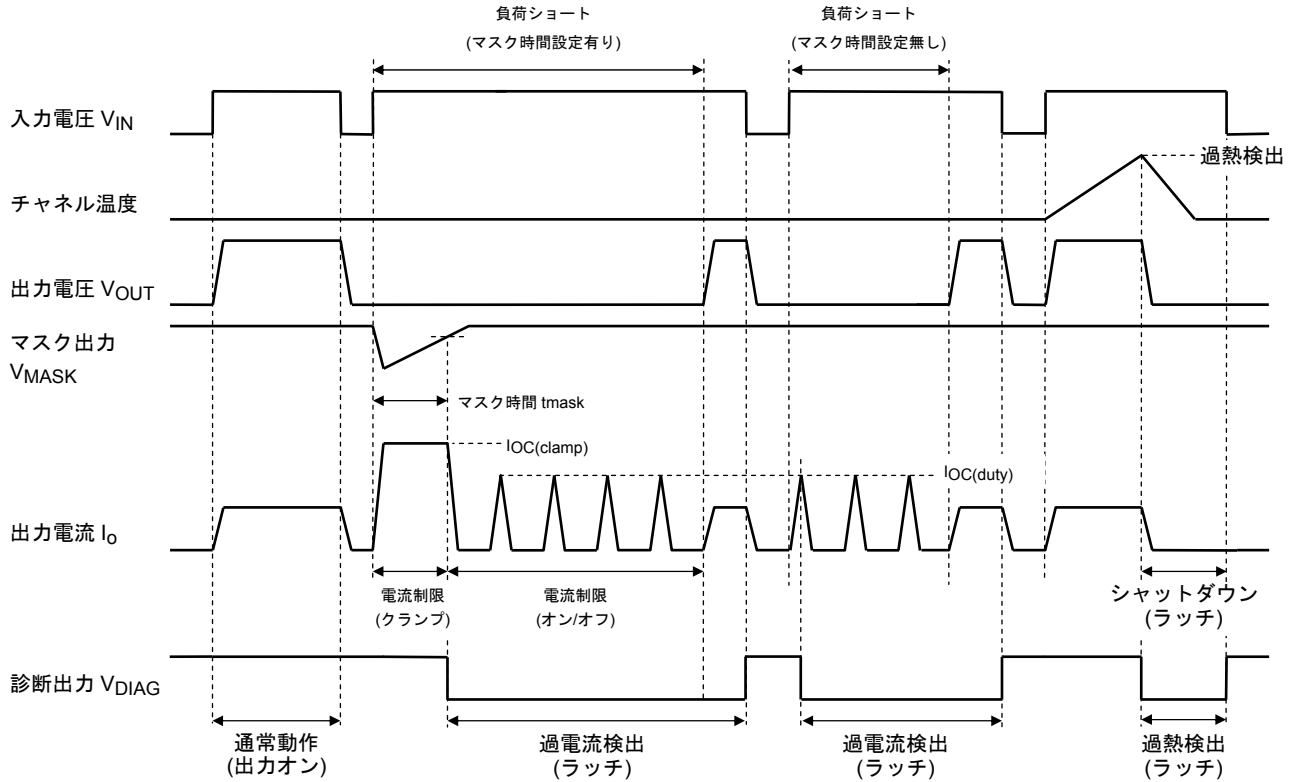 負荷ショート
(マスク時間設定有り)
負荷ショート
(マスク時間設定無し)
入力電圧 VIN
過熱検出
チャネル温度
出力電圧 VOUT
マスク出力
VMASK
マスク時間 tmask
IOC(clamp)
IOC(duty)
出力電流 Io
電流制限
(クランプ)
電流制限
(オン/オフ)
シャットダウン
(ラッチ)
診断出力 VDIAG
通常動作
(出力オン)
過電流検出
(ラッチ)
過電流検出
(ラッチ)
過熱検出
(ラッチ)